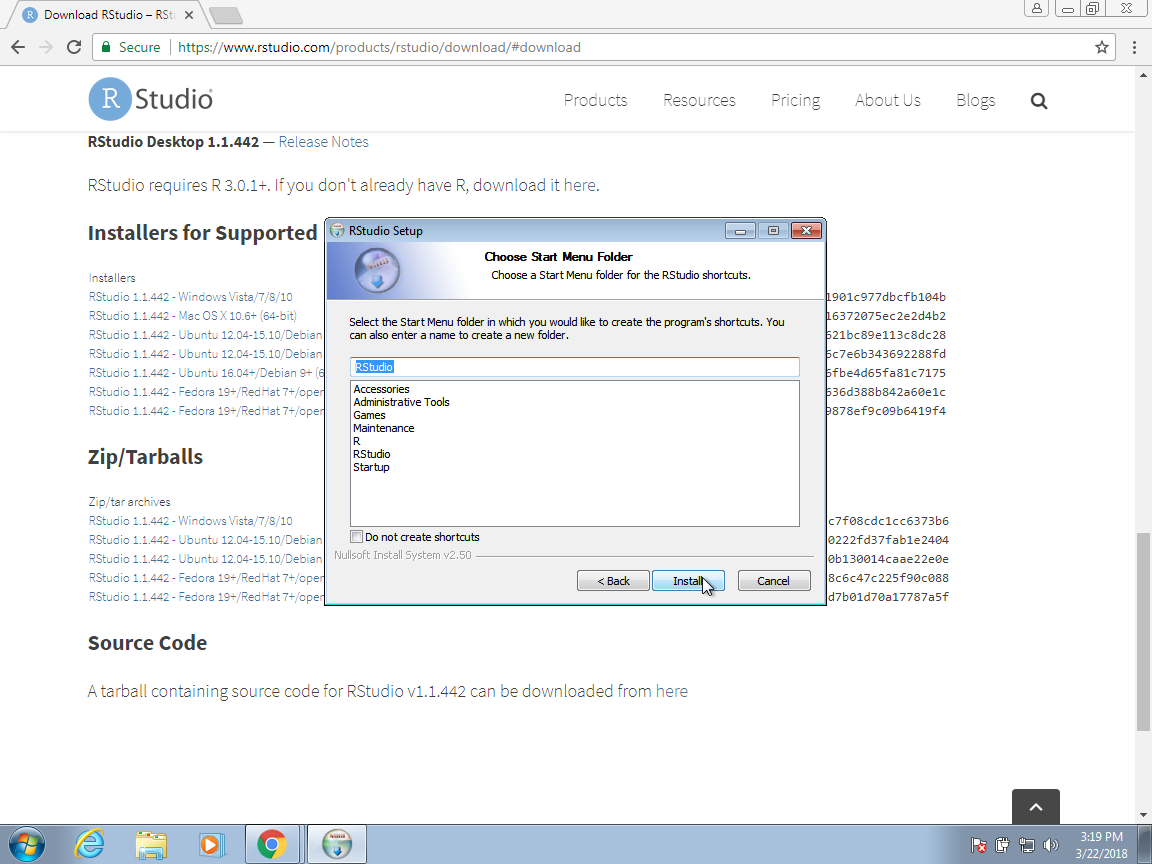 Download RStudio – RSt
Secure
https://www.rstudio.com/products/rstudio/download/#download
R Studio
Products
Resources
Pricing
About Us
Blogs
RStudio Desktop 1.1.442 — Release Notes
RStudio requires R 3.0.1+. If you don't already have R, download it here.
Installers for Supported
Installers
RStudio 1.1.442 - Windows Vista/7/8/10
RStudio 1.1.442 - Mac OS X 10.6+ (64-bit)
RStudio 1.1.442 - Ubuntu 12.04-15.10/Debian
RStudio 1.1.442 - Ubuntu 12.04-15.10/Debian
RStudio 1.1.442 - Ubuntu 16.04+/Debian 9+ (6
RStudio 1.1.442 - Fedora 19+/RedHat 7+/oper
RStudio 1.1.442 - Fedora 19+/RedHat 7+/oper
1901c977dbcfb104b
16372075ec2e2d4b2
621bc89e113c8dc28
6c7e6b343692288fd
6fbe4d65fa81c7175
636d388b842a60e1c
9878ef9c09b6419f4
Zip/Tarballs
Zip/tar archives
RStudio 1.1.442 - Windows Vista/7/8/10
RStudio 1.1.442 - Ubuntu 12.04-15.10/Debian
RStudio 1.1.442 - Ubuntu 12.04-15.10/Debian
RStudio 1.1.442 - Fedora 19+/RedHat 7+/oper
RStudio 1.1.442 - Fedora 19+/RedHat 7+/oper
c7f08cdc1cc6373b6
0222fd37fab1e2404
0b130014caae22e0e
8c6c47c225f90c088
d7b01d70a17787a5f
Source Code
A tarball containing source code for RStudio v1.1.442 can be downloaded from here
RStudio Setup
Choose Start Menu Folder
Choose a Start Menu folder for the RStudio shortcuts.
Select the Start Menu folder in which you would like to create the program's shortcuts. You
can also enter a name to create a new folder.
RStudio
Accessories
Administrative Tools
Games
Maintenance
R
RStudio
Startup
Do not create shortcuts
Nullsoft Install System v2.50
< Back
Install
Cancel
3:19 PM
3/22/2018